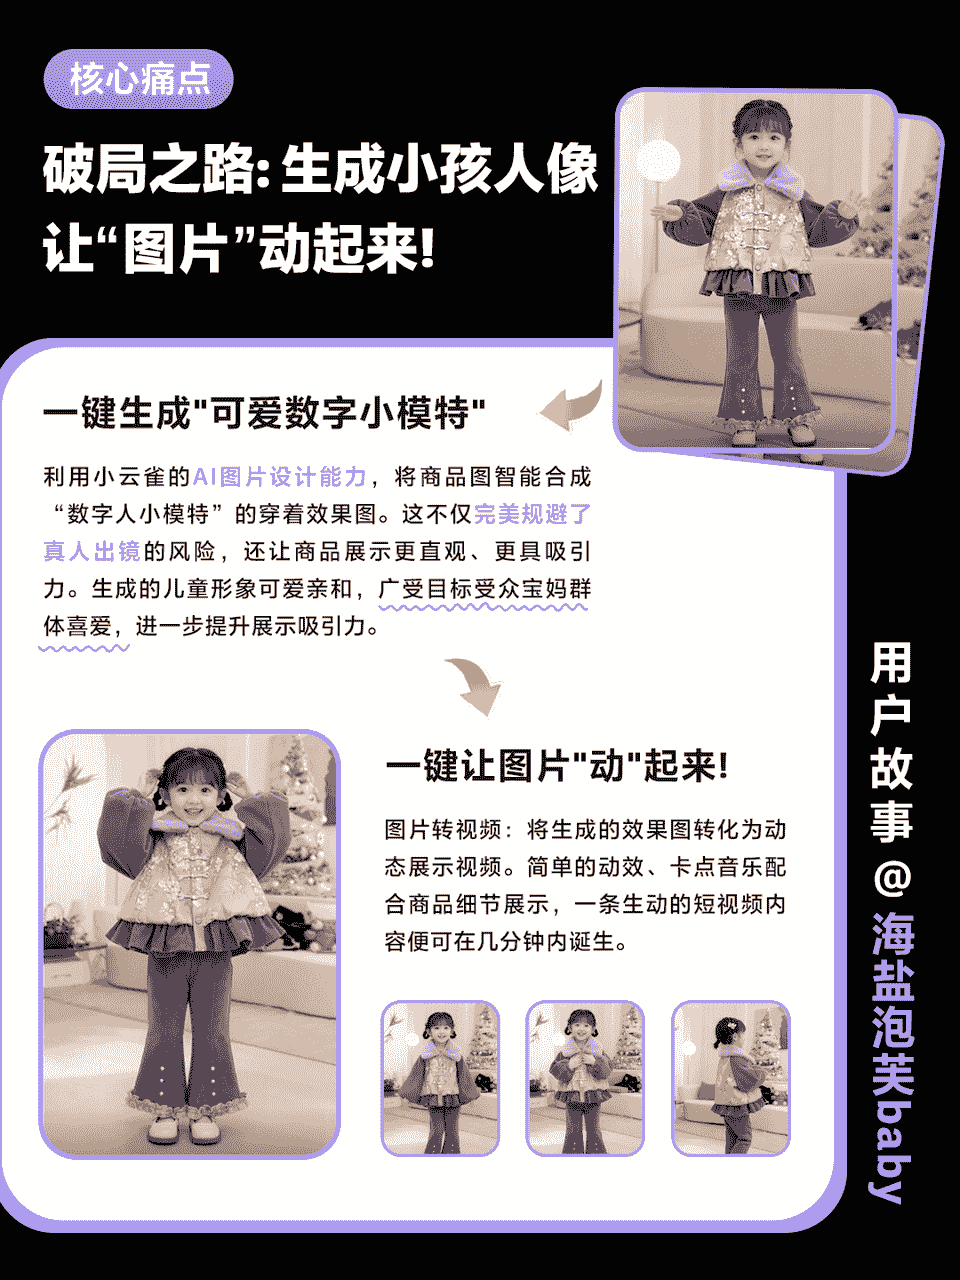 核心痛点
破局之路:生成小孩人像
让“图片”动起来!
一键生成"可爱数字小模特"
利用小云雀的AI图片设计能力，将商品图智能合成
“数字人小模特”的穿着效果图。这不仅完美规避了
真人出镜的风险，还让商品展示更直观、更具吸引
力。生成的儿童形象可爱亲和，广受目标受众宝妈群
体喜爱，进一步提升展示吸引力。
一键让图片"动"起来!
图片转视频：将生成的效果图转化为动
态展示视频。简单的动效、卡点音乐配
合商品细节展示，一条生动的短视频内
容便可在几分钟内诞生。
用户故事@海盐泡芙baby